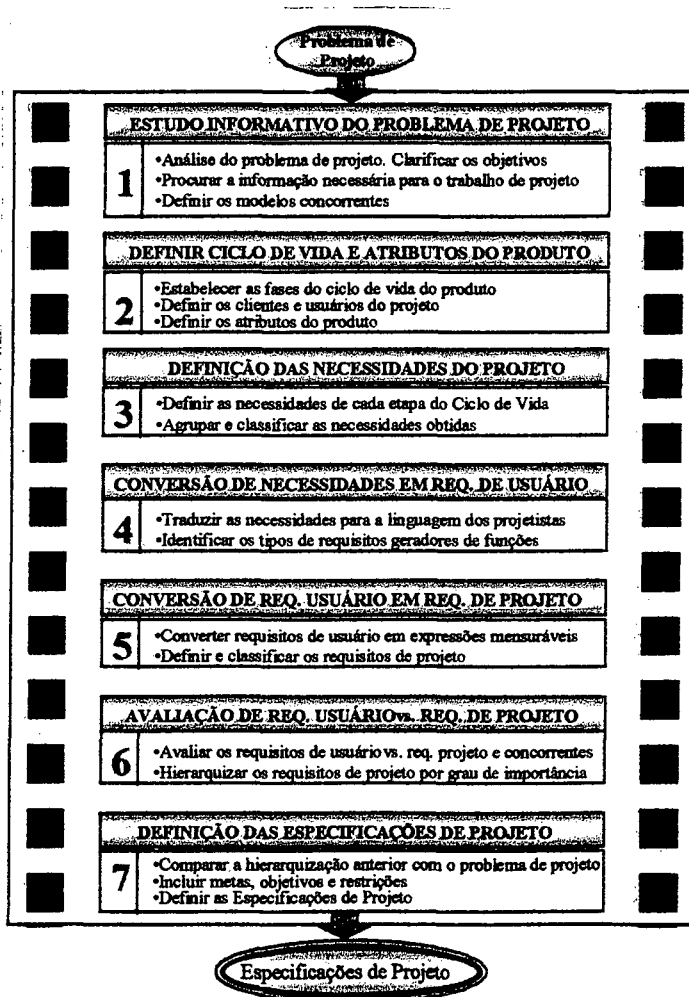 Problema de
Projeto
ESTUDO INFORMATIVO DO PROBLEMA DE PROJETO
1
•Análise do problema de projeto. Clarificar os objetivos
•Procurar a informação necessária para o trabalho de projeto
•Definir os modelos concorrentes
DEFINIR CICLO DE VIDA E ATRIBUTOS DO PRODUTO
2
•Estabelecer as fases do ciclo de vida do produto
•Definir os clientes e usuários do projeto
•Definir os atributos do produto
DEFINIÇÃO DAS NECESSIDADES DO PROJETO
3
•Definir as necessidades de cada etapa do Ciclo de Vida
•Agrupar e classificar as necessidades obtidas
CONVERSÃO DE NECESSIDADES EM REQ. DE USUÁRIO
4
•Traduzir as necessidades para a linguagem dos projetistas
•Identificar os tipos de requisitos geradores de funções
CONVERSÃO DE REQ. USUÁRIO EM REQ. DE PROJETO
5
•Converter requisitos de usuário em expressões mensuráveis
•Definir e classificar os requisitos de projeto
AVALIAÇÃO DE REQ. USUÁRIO vs. REQ. DE PROJETO
6
•Avaliar os requisitos de usuário vs. req. projeto e concorrentes
•Hierarquizar os requisitos de projeto por grau de importância
DEFINIÇÃO DAS ESPECIFICAÇÕES DE PROJETO
7
•Comparar a hierarquização anterior com o problema de projeto
•Incluir metas, objetivos e restrições
•Definir as Especificações de Projeto
Especificações de Projeto